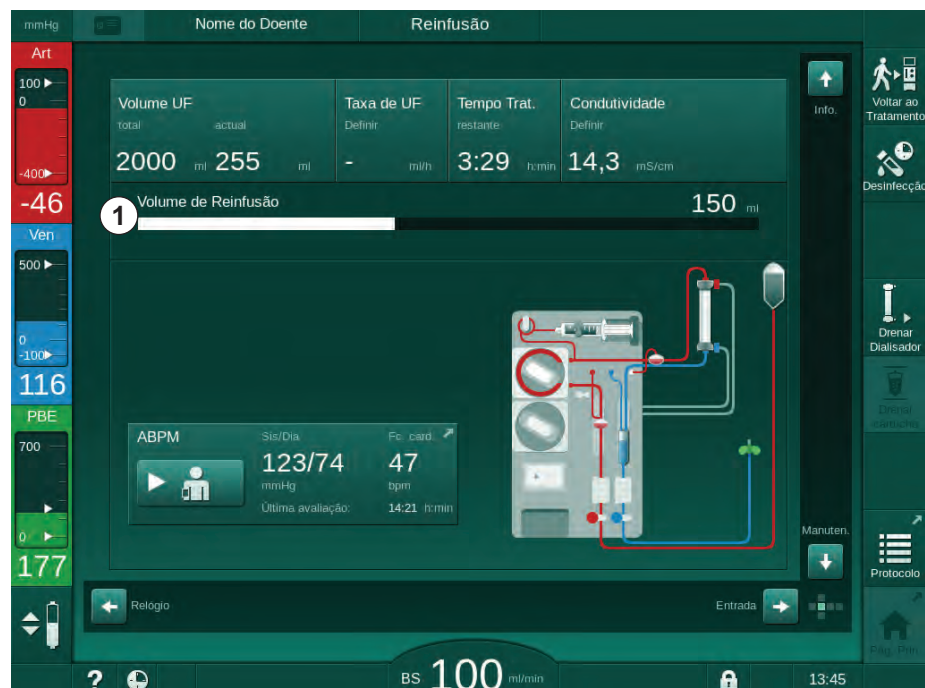 mmHg
Nome do Doente
Reinfusão
Art
100
0
-400
-46
Ven
500
0
-100
116
PBE
700
0
177
Volume UF
total
actual
2000 ml 255 ml
Taxa de UF
Definir
- ml/h
Tempo Trat.
restante
3:29 h:min
Condutividade
Definir
14,3 mS/cm
1
Volume de Reinfusão
150 ml
ABPM
Sis/Dia
Fc. card.
123/74
47
mmHg
bpm
Última avaliação:
14:21 h:min
Info.
Manuten.
Relógio
Entrada
Voltar ao
Tratamento
Desinfecção
Drenar
Dialisador
Drenar
Protocolo
Pág. Prin.
?
BS 100 ml/min
13:45